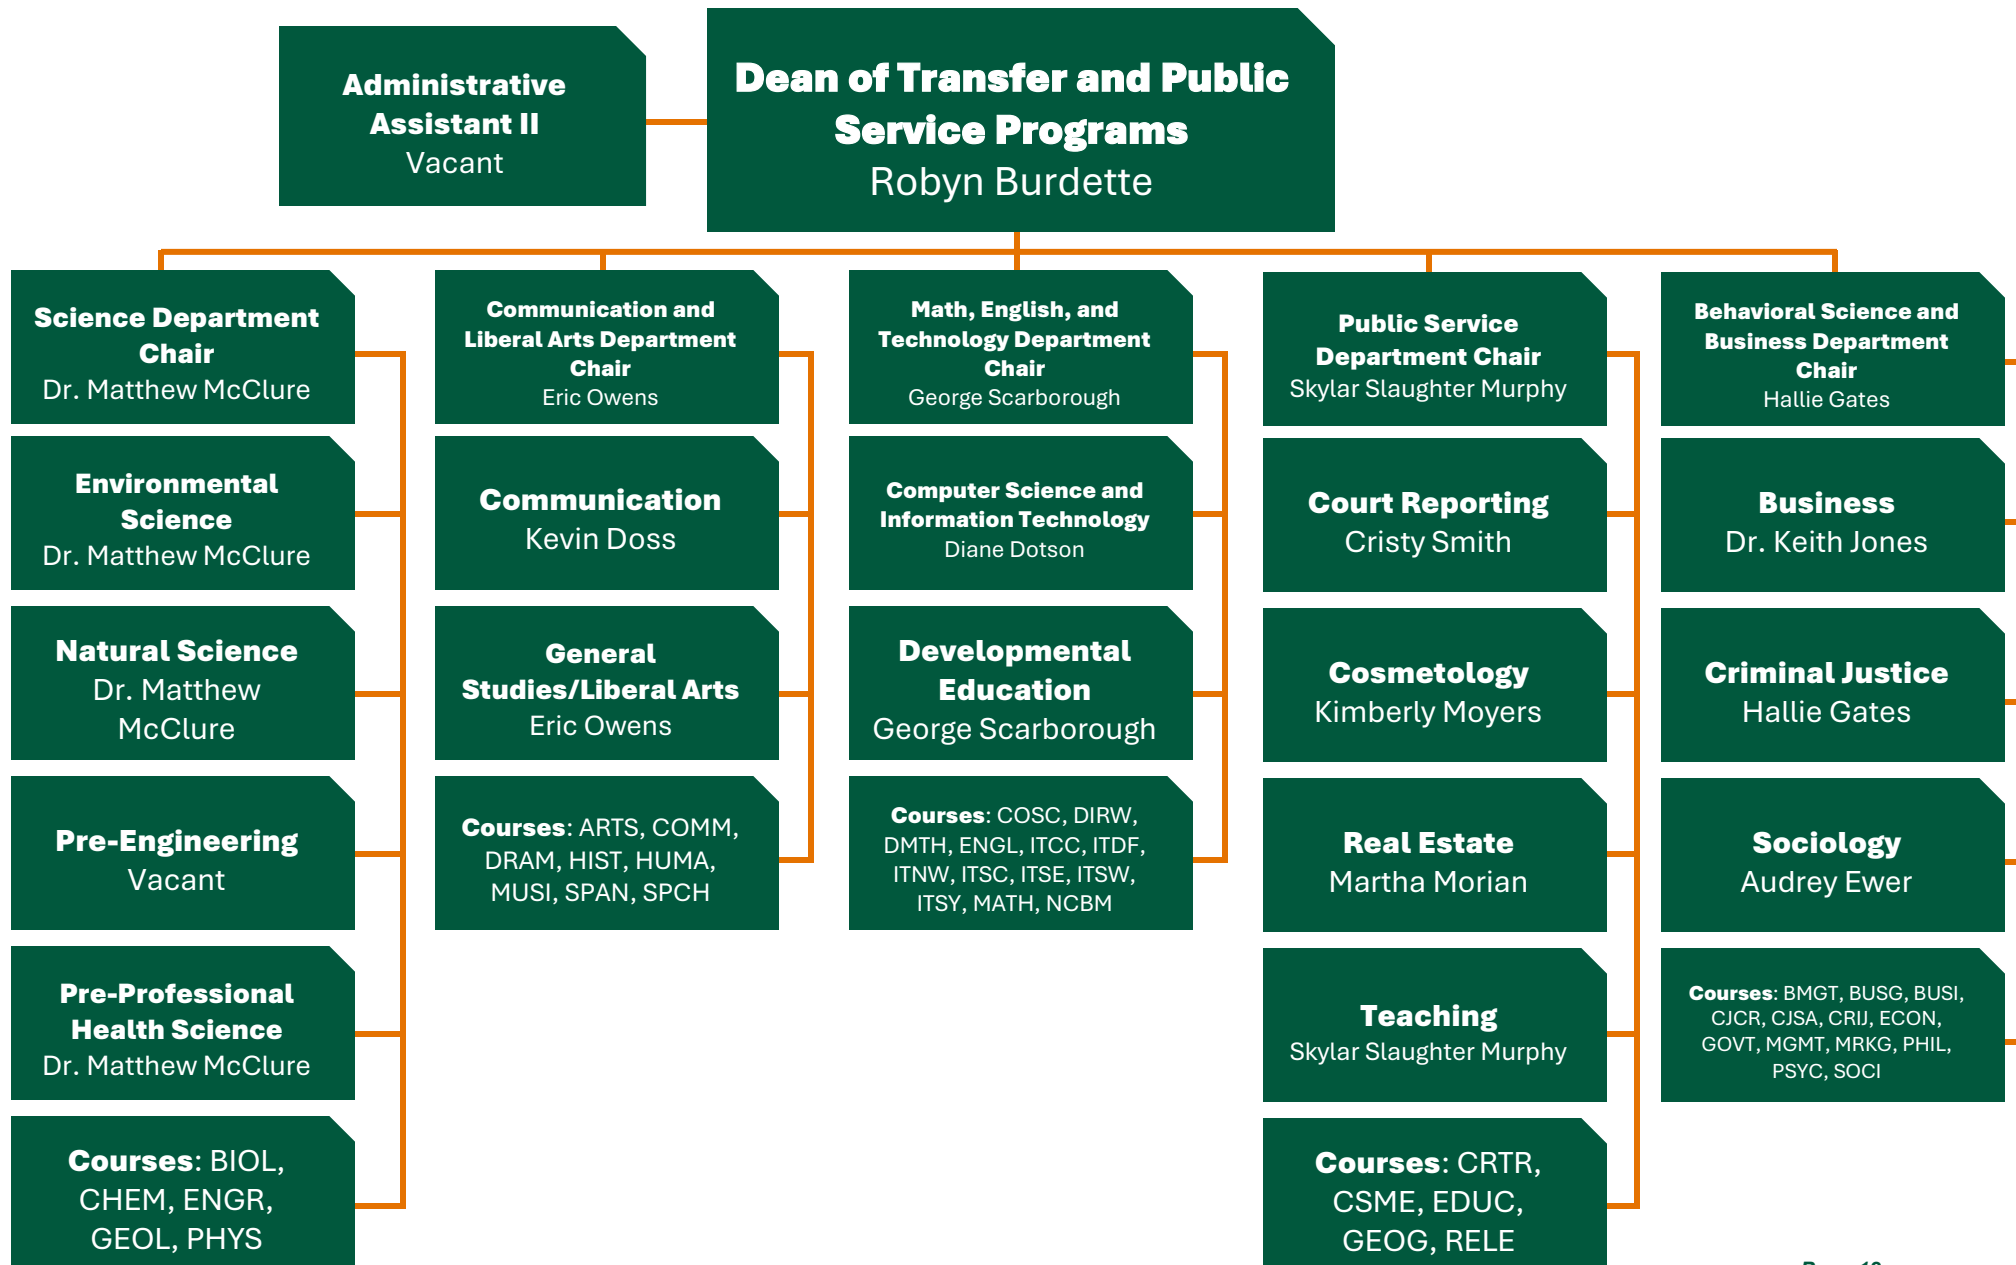 Administrative
Assistant II
Vacant
Dean of Transfer and Public
Service Programs
Robyn Burdette
Science Department
Chair
Dr. Matthew McClure
Environmental
Science
Dr. Matthew McClure
Natural Science
Dr. Matthew
McClure
Pre-Engineering
Vacant
Pre-Professional
Health Science
Dr. Matthew McClure
Courses: BIOL,
CHEM, ENGR,
GEOL, PHYS
Communication and
Liberal Arts Department
Chair
Eric Owens
Communication
Kevin Doss
General
Studies/Liberal Arts
Eric Owens
Courses: ARTS, COMM,
DRAM, HIST, HUMA,
MUSI, SPAN, SPCH
Math, English, and
Technology Department
Chair
George Scarborough
Computer Science and
Information Technology
Diane Dotson
Developmental
Education
George Scarborough
Courses: COSC, DIRW,
DMTH, ENGL, ITCC, ITDF,
ITNW, ITSC, ITSE, ITSW,
ITSY, MATH, NCBM
Public Service
Department Chair
Skylar Slaughter Murphy
Court Reporting
Cristy Smith
Cosmetology
Kimberly Moyers
Real Estate
Martha Morian
Teaching
Skylar Slaughter Murphy
Courses: CRTR,
CSME, EDUC,
GEOG, RELE
Behavioral Science and
Business Department
Chair
Hallie Gates
Business
Dr. Keith Jones
Criminal Justice
Hallie Gates
Sociology
Audrey Ewer
Courses: BMGT, BUSG, BUSI,
CJCR, CJSA, CRIJ, ECON,
GOVT, MGMT, MRKG, PHIL,
PSYC, SOCI